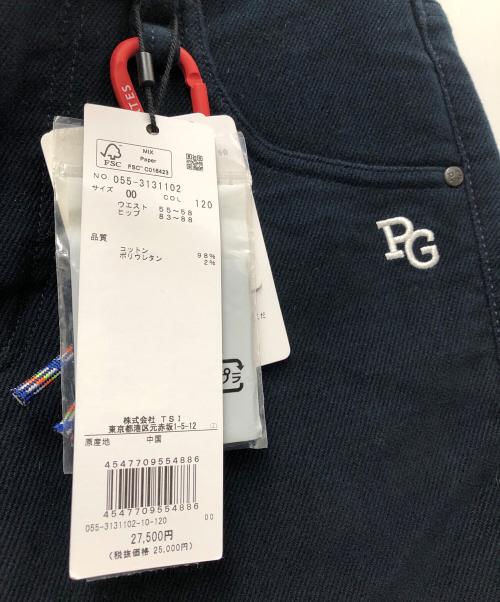 TES
MIX
Paper
FSC
FSC™ C016423
NO. 055-3131102
サイズ 00 COL 120
ウエスト 55～58
ヒップ 83～88
品質
コットン 98%
ポリウレタン 2%
プラ
株式会社 TSI
東京都港区元赤坂1-5-12
原産地 中国
4547709554886
4547709554886
055-3131102-10-120 00
27,500円
(税抜価格 25,000円)
PG